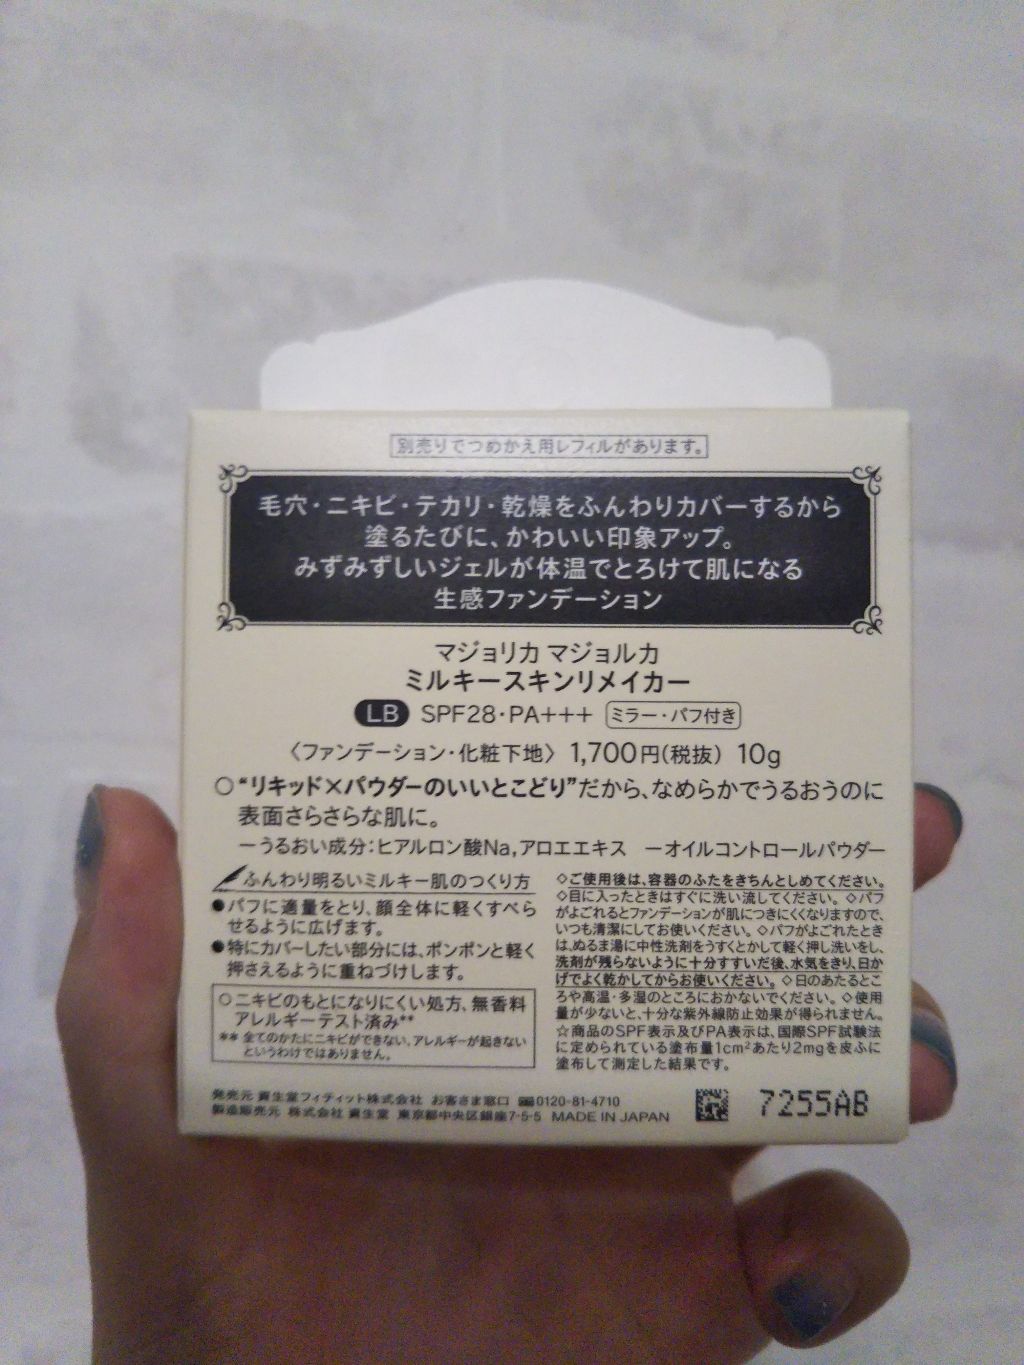 別売りでつめかえ用レフィルがあります。
毛穴・ニキビ・テカリ・乾燥をふんわりカバーするから
塗るたびに、かわいい印象アップ。
みずみずしいジェルが体温でとろけて肌になる
生感ファンデーション
マジョリカ マジョルカ
ミルキースキンリメイカー
LB SPF28・PA+++ ミラー・パフ付き
〈ファンデーション・化粧下地〉 1,700円(税抜) 10g
○“リキッド×パウダーのいいとこどり”だから、なめらかでうるおうのに
表面さらさらな肌に。
ーうるおい成分：ヒアルロン酸Na,アロエエキス ーオイルコントロールパウダー
ふんわり明るいミルキー肌のつくり方
●パフに適量をとり、顔全体に軽くすべら
せるように広げます。
●特にカバーしたい部分には、ポンポンと軽く
押さえるように重ねづけします。
○ニキビのもとになりにくい処方、無香料
アレルギーテスト済み**
** 全てのかたにニキビができない、アレルギーが起きない
というわけではありません。
◇ご使用後は、容器のふたをきちんとしめてください。
◇目に入ったときはすぐに洗い流してください。◇パフ
がよごれるとファンデーションが肌につきにくくなりますので、
いつも清潔にしてお使いください。◇パフがよごれたとき
は、ぬるま湯に中性洗剤をうすくとかして軽く押し洗いをし、
洗剤が残らないように十分すすいだ後、水気をきり、日か
げでよく乾かしてからお使いください。◇日のあたるとこ
ろや高温・多湿のところにおかないでください。◇使用
量が少ないと、十分な紫外線防止効果が得られません。
☆商品のSPF表示及びPA表示は、国際SPF試験法
に定められている塗布量1cm²あたり2mgを皮ふに
塗布して測定した結果です。
発売元 資生堂フィティット株式会社 お客さま窓口 0120-81-4710
製造販売元 株式会社 資生堂 東京都中央区銀座7-5-5 MADE IN JAPAN
7255AB